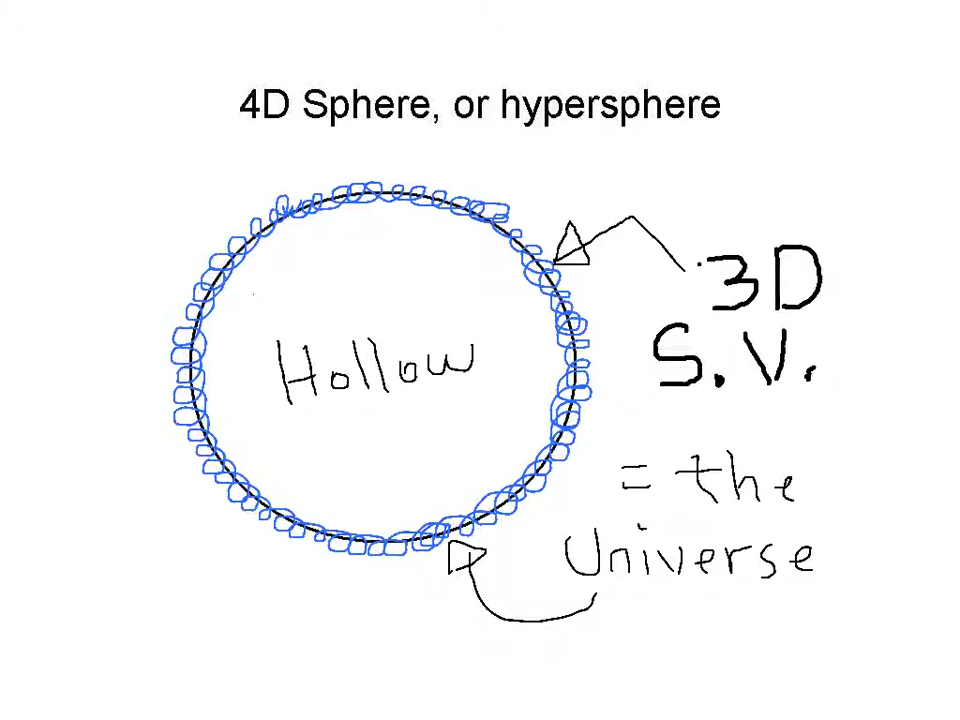 4D Sphere, or hypersphere
Hollow
3D
S.V.
= the
Universe